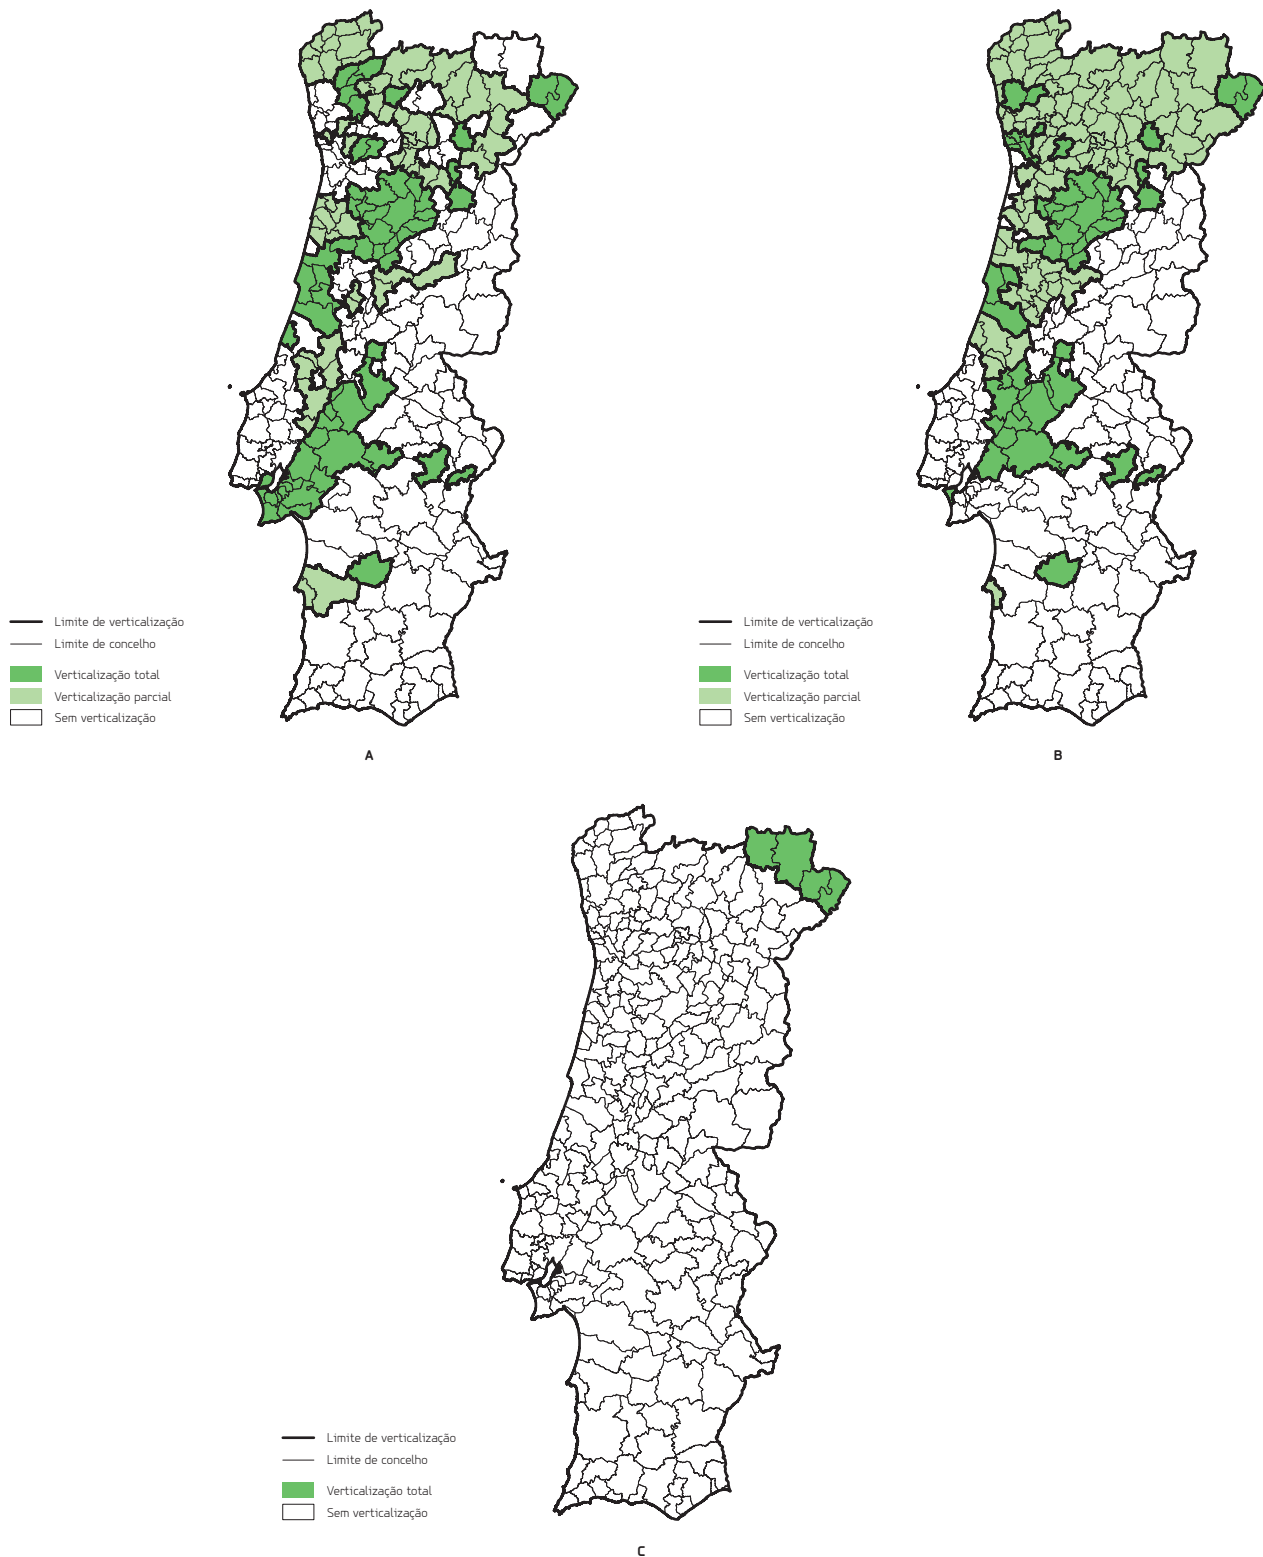 Limite de verticalização
Limite de concelho
Verticalização total
Verticalização parcial
Sem verticalização
A
Limite de verticalização
Limite de concelho
Verticalização total
Verticalização parcial
Sem verticalização
B
Limite de verticalização
Limite de concelho
Verticalização total
Sem verticalização
C